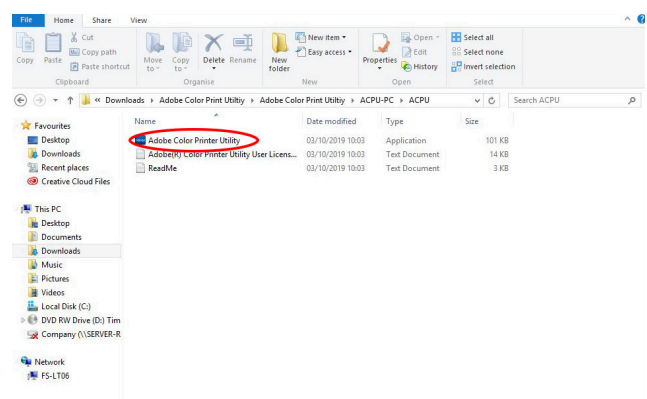 File Home Share View
Cut
Copy path
Paste shortcut
Copy Paste
Move to Copy to Delete Rename
New folder
New item
Easy access
Properties
Open
Edit
History
Select all
Select none
Invert selection
Clipboard Organise New Open Select
« Downloads Adobe Color Print Utiltiy Adobe Color Print Utiltiy ACPU-PC ACPU Search ACPU
Name Date modified Type Size
Adobe Color Printer Utility 03/10/2019 10:03 Application 101 KB
Adobe(R) Color Printer Utility User Licens... 03/10/2019 10:03 Text Document 14 KB
ReadMe 03/10/2019 10:03 Text Document 3 KB
Favourites
Desktop
Downloads
Recent places
Creative Cloud Files
This PC
Desktop
Documents
Downloads
Music
Pictures
Videos
Local Disk (C:)
DVD RW Drive (D:) Tim
Company (\\SERVER-R
Network
FS-LT06